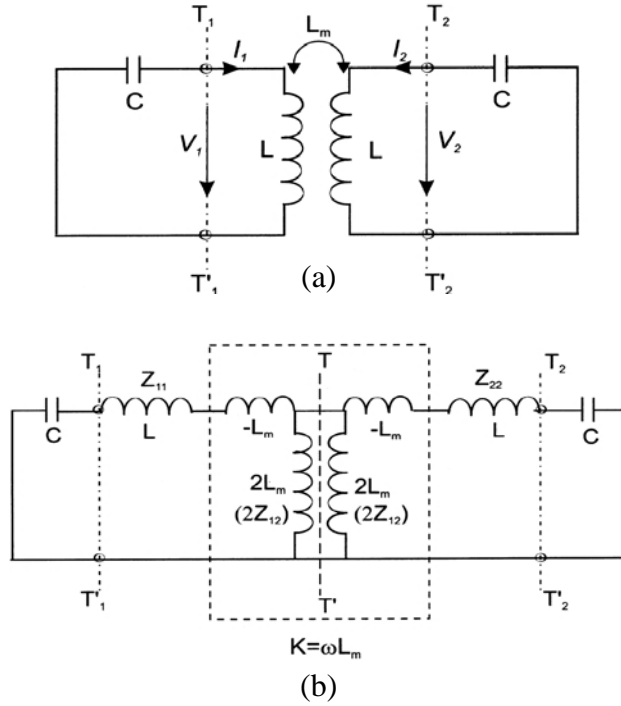 T₁ T₂
I₁ Lₘ I₂
C C
V₁ L L V₂
T'₁ T'₂
(a)
T₁ T T₂
Z₁₁ Z₂₂
C L -Lₘ -Lₘ L C
2Lₘ 2Lₘ
(2Z₁₂) (2Z₁₂)
T'₁ T' T'₂
K=ωLₘ
(b)